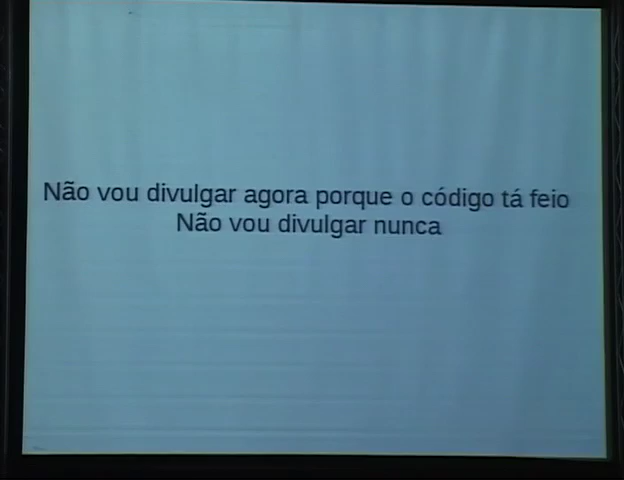 Não vou divulgar agora porque o código tá feio
Não vou divulgar nunca